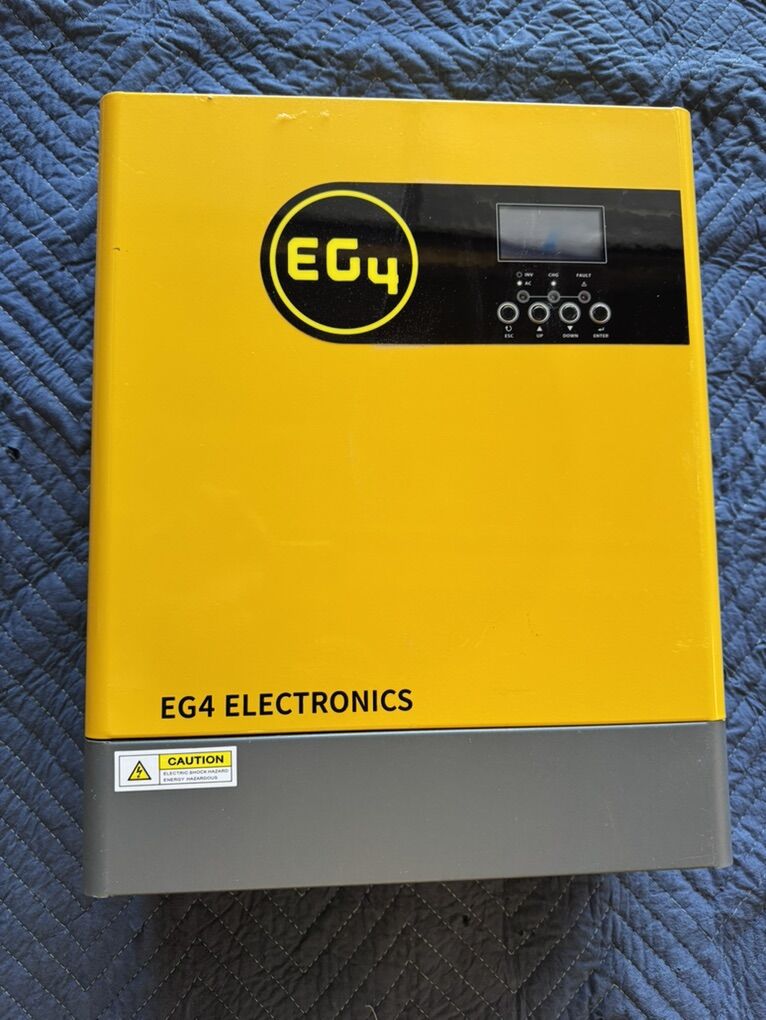 EG4
INV CHG FAULT
AC
ESC UP DOWN ENTER
EG4 ELECTRONICS
CAUTION
ELECTRIC SHOCK HAZARD
ENERGY HAZARDOUS